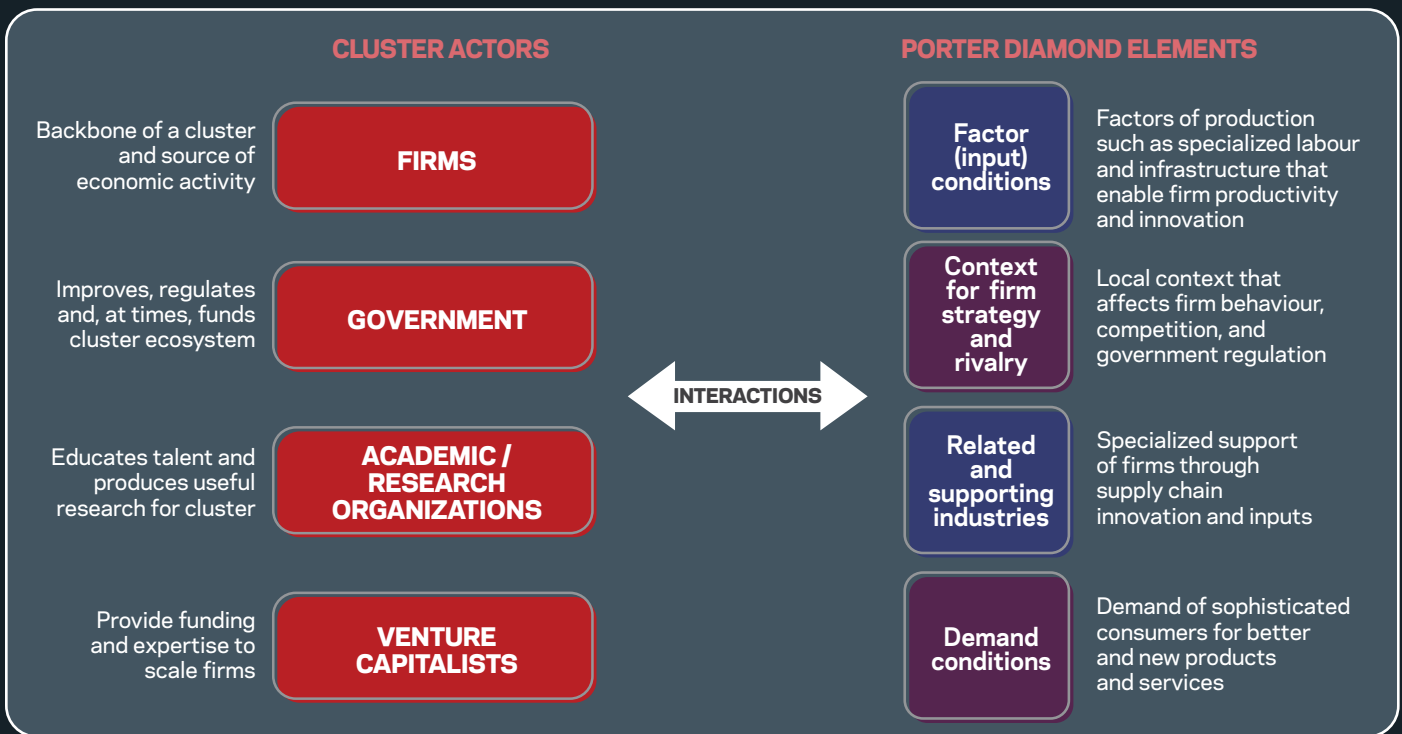 CLUSTER ACTORS
Backbone of a cluster
and source of
economic activity
FIRMS
Improves, regulates
and, at times, funds
cluster ecosystem
GOVERNMENT
Educates talent and
produces useful
research for cluster
ACADEMIC /
RESEARCH
ORGANIZATIONS
Provide funding
and expertise to
scale firms
VENTURE
CAPITALISTS
INTERACTIONS
PORTER DIAMOND ELEMENTS
Factor
(input)
conditions
Factors of production
such as specialized labour
and infrastructure that
enable firm productivity
and innovation
Context
for firm
strategy
and
rivalry
Local context that
affects firm behaviour,
competition, and
government regulation
Related
and
supporting
industries
Specialized support
of firms through
supply chain
innovation and inputs
Demand
conditions
Demand of sophisticated
consumers for better
and new products
and services